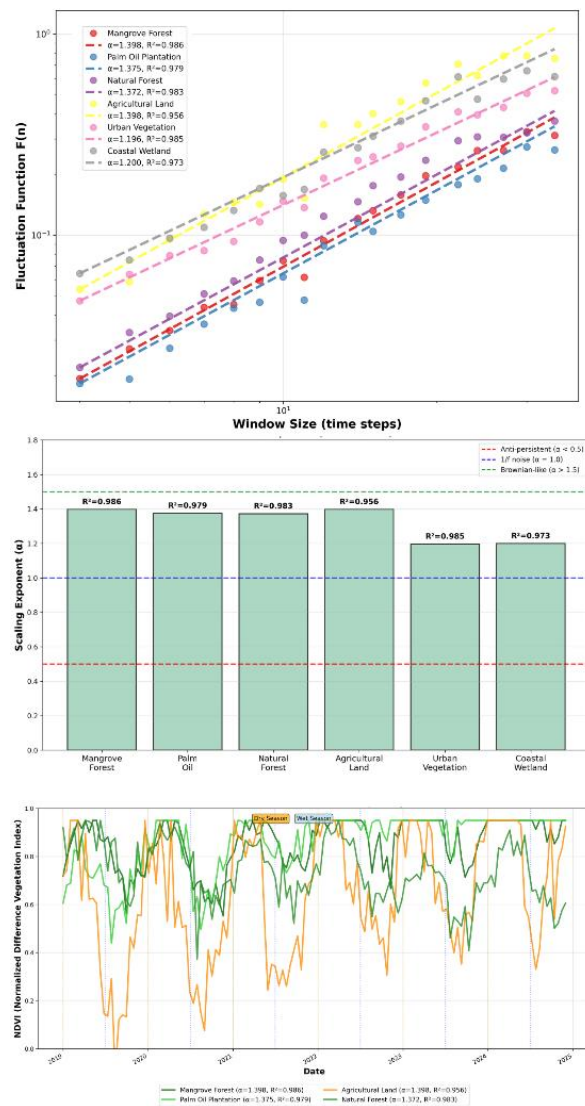 10⁰
10⁻¹
Fluctuation Function F(n)
Mangrove Forest
α=1.398, R²=0.986
Palm Oil Plantation
α=1.375, R²=0.979
Natural Forest
α=1.372, R²=0.983
Agricultural Land
α=1.398, R²=0.956
Urban Vegetation
α=1.196, R²=0.985
Coastal Wetland
α=1.200, R²=0.973
10¹
Window Size (time steps)
1.8
1.6
1.4
1.2
1.0
0.8
0.6
0.4
0.2
0.0
Scaling Exponent (α)
Anti-persistent (α < 0.5)
1/f noise (α = 1.0)
Brownian-like (α > 1.5)
R²=0.986
R²=0.979
R²=0.983
R²=0.956
R²=0.985
R²=0.973
Mangrove
Forest
Palm
Oil
Natural
Forest
Agricultural
Land
Urban
Vegetation
Coastal
Wetland
NDVI (Normalized Difference Vegetation Index)
1.0
0.8
0.6
0.4
0.2
0.0
Dry Season
Wet Season
2019
2020
2021
2022
2023
2024
2025
Date
Mangrove Forest (α=1.398, R²=0.986)
Palm Oil Plantation (α=1.375, R²=0.979)
Agricultural Land (α=1.398, R²=0.956)
Natural Forest (α=1.372, R²=0.983)